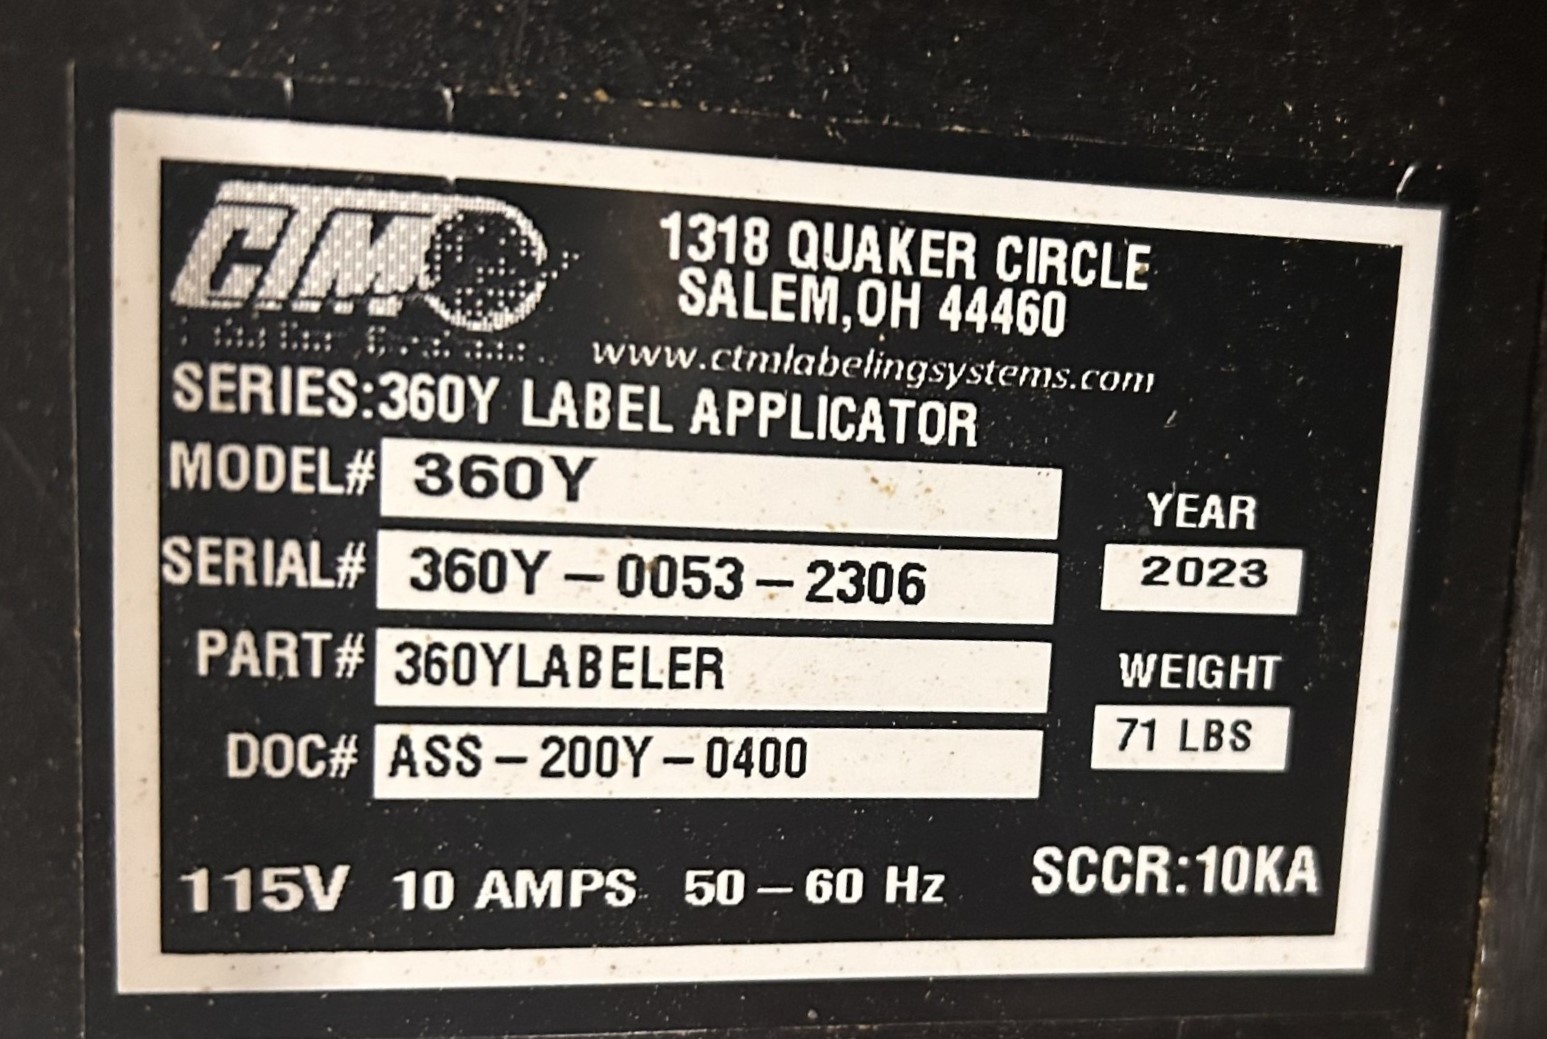 CTM
1318 QUAKER CIRCLE
SALEM,OH 44460
www.ctmlabelingsystems.com
SERIES:360Y LABEL APPLICATOR
MODEL# 360Y
YEAR
SERIAL# 360Y-0053-2306
2023
PART# 360YLABELER
WEIGHT
DOC# ASS-200Y-0400
71 LBS
115V 10 AMPS 50-60 Hz
SCCR:10KA